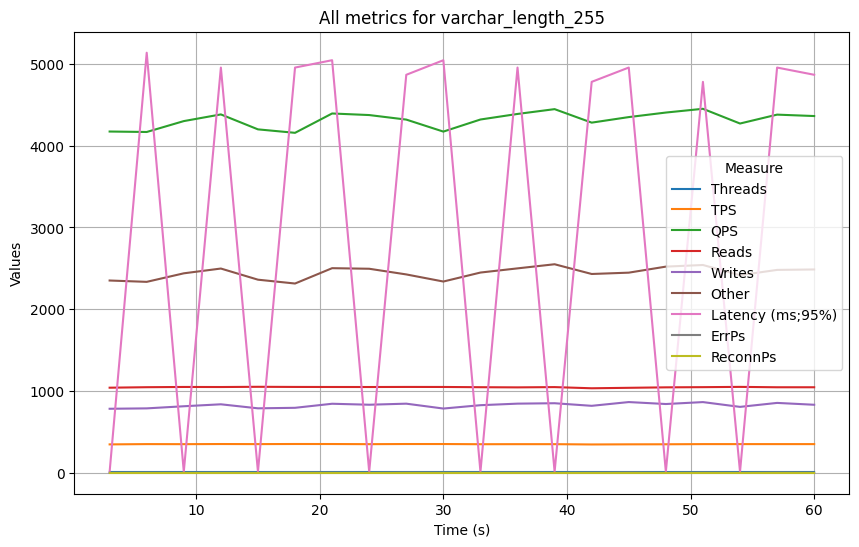 All metrics for varchar_length_255
Values
5000
4000
3000
2000
1000
0
Measure
Threads
TPS
QPS
Reads
Writes
Other
Latency (ms;95%)
ErrPs
ReconnPs
10
20
30
40
50
60
Time (s)